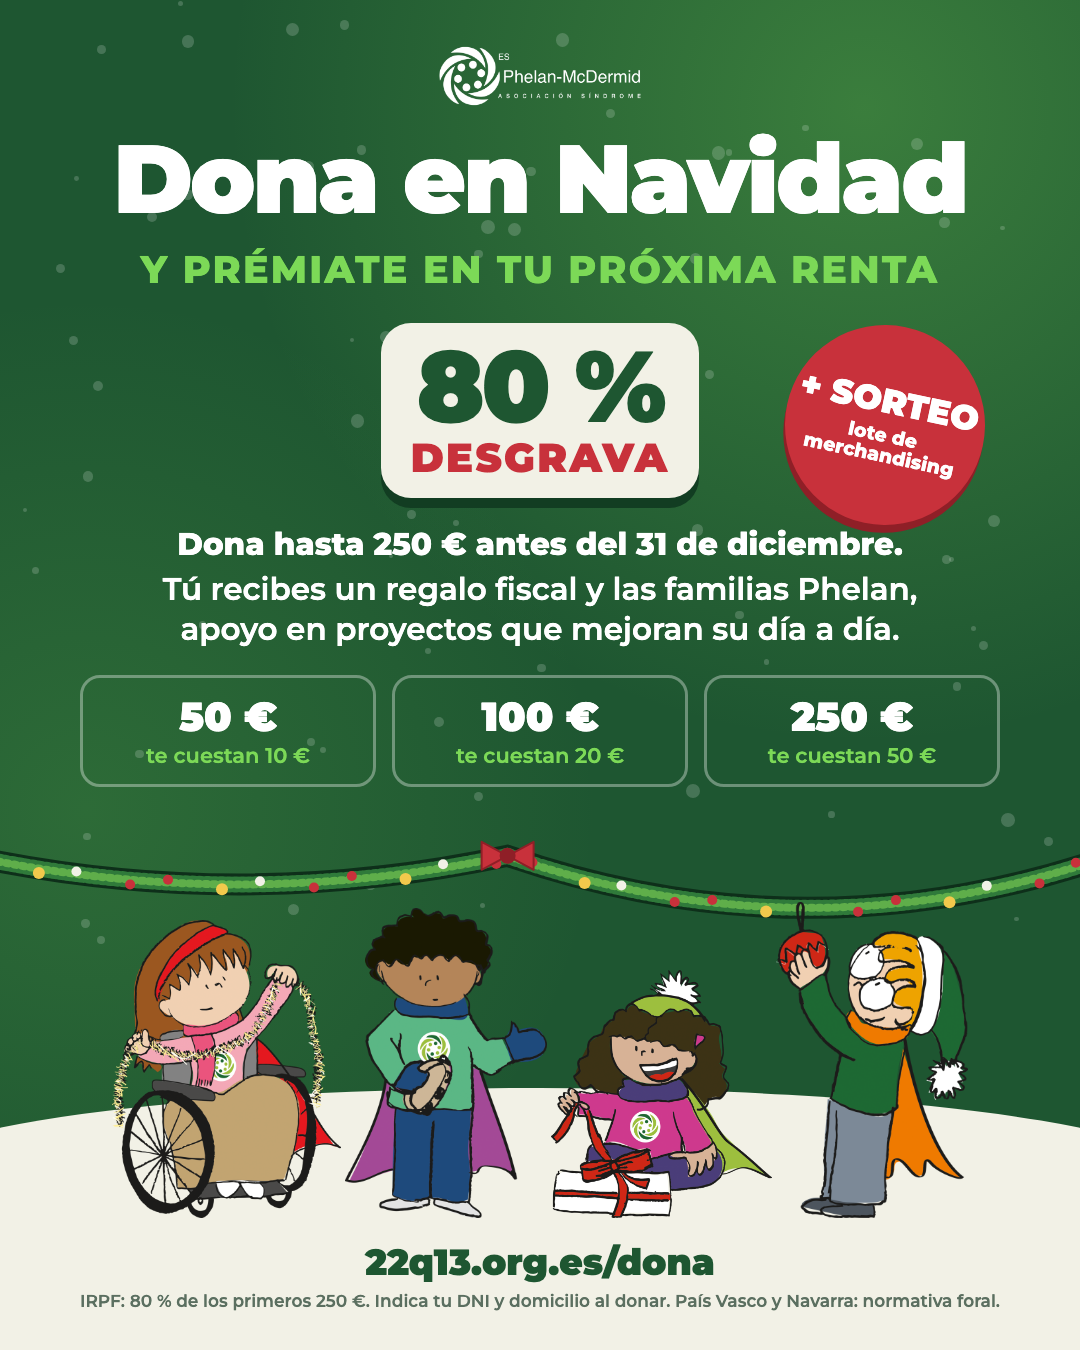 ES
Phelan-McDermid
ASOCIACIÓN SÍNDROME
Dona en Navidad
Y PRÉMIATE EN TU PRÓXIMA RENTA
80 %
DESGRAVA
+ SORTEO
lote de
merchandising
Dona hasta 250 € antes del 31 de diciembre.
Tú recibes un regalo fiscal y las familias Phelan,
apoyo en proyectos que mejoran su día a día.
50 €
te cuestan 10 €
100 €
te cuestan 20 €
250 €
te cuestan 50 €
22q13.org.es/dona
IRPF: 80 % de los primeros 250 €. Indica tu DNI y domicilio al donar. País Vasco y Navarra: normativa foral.